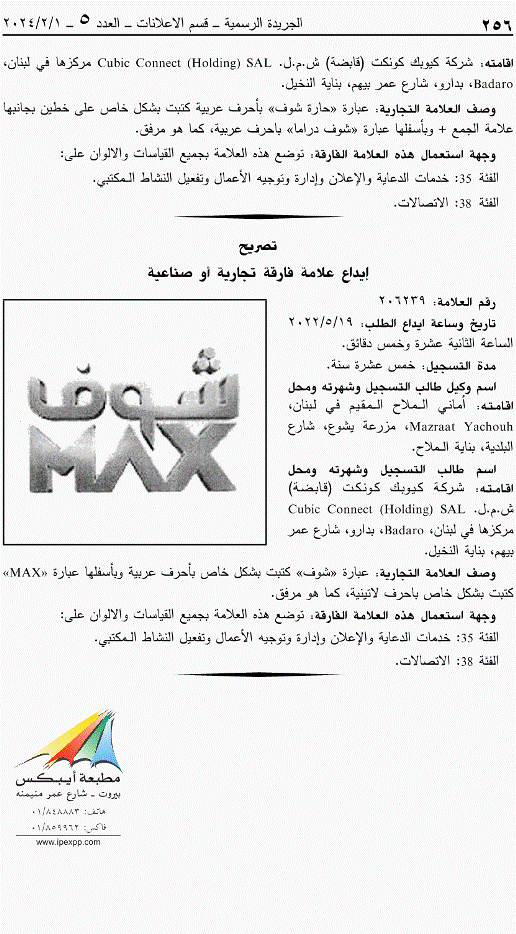 ٢٥٦ الجريدة الرسمية ـ قسم الاعلانات ـ العدد ٥ ـ ٢٠٢٤/٢/١
اقامته: شركة كيوبك كونكت (قابضة) ش.م.ل. Cubic Connect (Holding) SAL مركزها في لبنان،
Badaro، بدارو، شارع عمر بيهم، بناية النخيل.
وصف العلامة التجارية: عبارة «حارة شوف» بأحرف عربية كتبت بشكل خاص على خطين بجانبها
علامة الجمع + وبأسفلها عبارة «شوف دراما» باحرف عربية، كما هو مرفق.
وجهة استعمال هذه العلامة الفارقة: توضع هذه العلامة بجميع القياسات والالوان على:
الفئة 35: خدمات الدعاية والإعلان وإدارة وتوجيه الأعمال وتفعيل النشاط المكتبي.
الفئة 38: الاتصالات.
تصريح
إيداع علامة فارقة تجارية أو صناعية
رقم العلامة: ٢٠٦٢٣٩
تاريخ وساعة ايداع الطلب: ٢٠٢٢/٥/١٩
الساعة الثانية عشرة وخمس دقائق.
مدة التسجيل: خمس عشرة سنة.
اسم وكيل طالب التسجيل وشهرته ومحل
اقامته: أماني الملاح المقيم في لبنان،
Mazraat Yachouh، مزرعة يشوع، شارع
البلدية، بناية الملاح.
اسم طالب التسجيل وشهرته ومحل
اقامته: شركة كيوبك كونكت (قابضة)
ش.م.ل. Cubic Connect (Holding) SAL
مركزها في لبنان، Badaro، بدارو، شارع عمر
بيهم، بناية النخيل.
شوف
MAX
وصف العلامة التجارية: عبارة «شوف» كتبت بشكل خاص بأحرف عربية وبأسفلها عبارة «MAX»
كتبت بشكل خاص باحرف لاتينية، كما هو مرفق.
وجهة استعمال هذه العلامة الفارقة: توضع هذه العلامة بجميع القياسات والالوان على:
الفئة 35: خدمات الدعاية والإعلان وإدارة وتوجيه الأعمال وتفعيل النشاط المكتبي.
الفئة 38: الاتصالات.
مطبعة أيبكس
بيروت ـ شارع عمر منيمنه
هاتف: ٠١/٨٤٨٨٨٣
فاكس: ٠١/٨٥٩٩٦٢
www.ipexpp.com